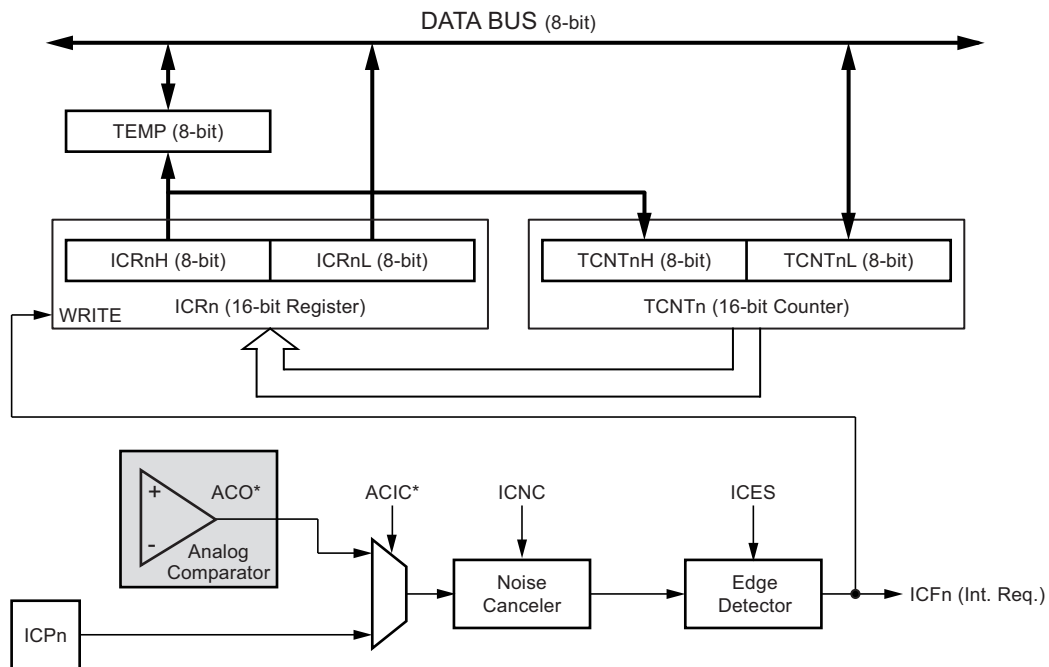 DATA BUS (8-bit)
TEMP (8-bit)
ICRnH (8-bit)
ICRnL (8-bit)
TCNTnH (8-bit)
TCNTnL (8-bit)
WRITE
ICRn (16-bit Register)
TCNTn (16-bit Counter)
+
-
ACO*
Analog
Comparator
ACIC*
ICNC
ICES
Noise
Canceler
Edge
Detector
ICFn (Int. Req.)
ICPn